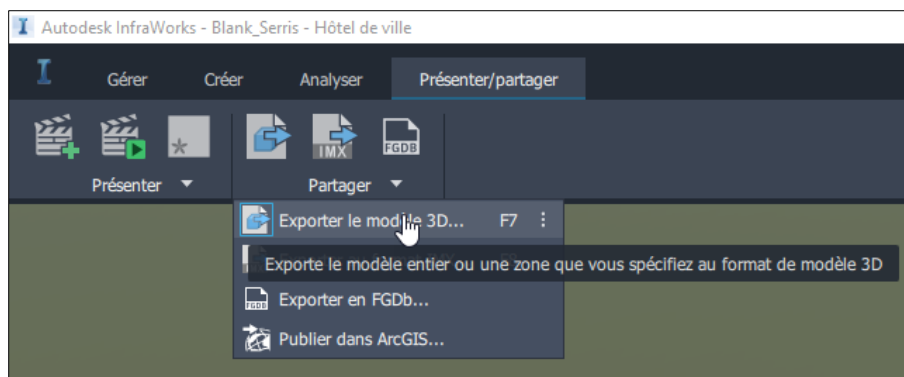 Autodesk InfraWorks - Blank_Serris - Hôtel de ville
Gérer Créer Analyser Présenter/partager
IMX FGDB
Présenter Partager
Exporter le modèle 3D... F7
Exporte le modèle entier ou une zone que vous spécifiez au format de modèle 3D
FGDB Exporter en FGDb...
Publier dans ArcGIS...